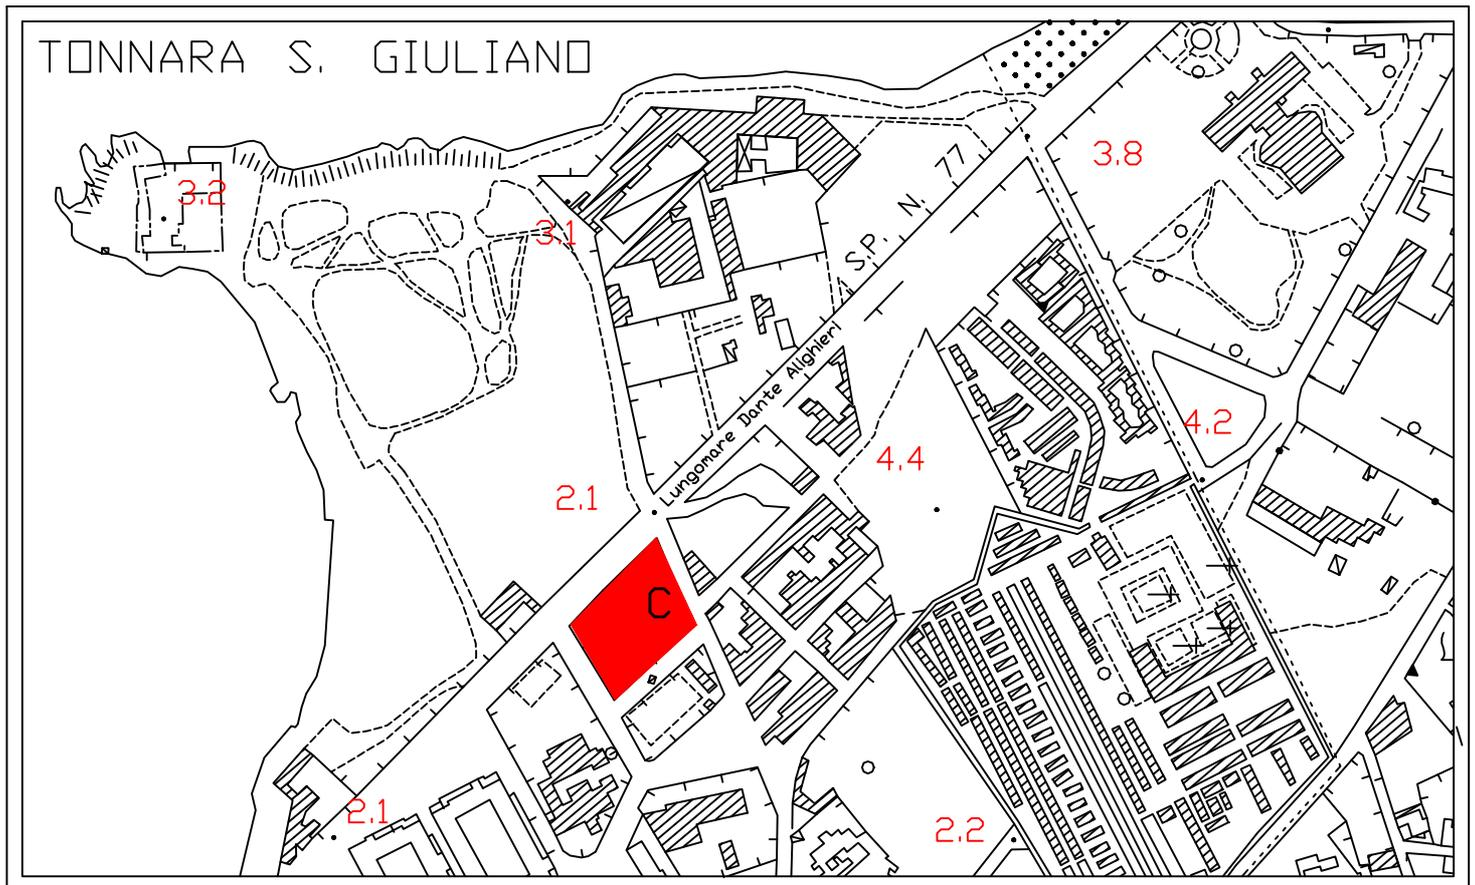 TONNARA S. GIULIANO
3.8
3.2
3.1
S.P. N. 77
Lungomare Dante Alighieri
4.2
4.4
2.1
C
2.1
2.2